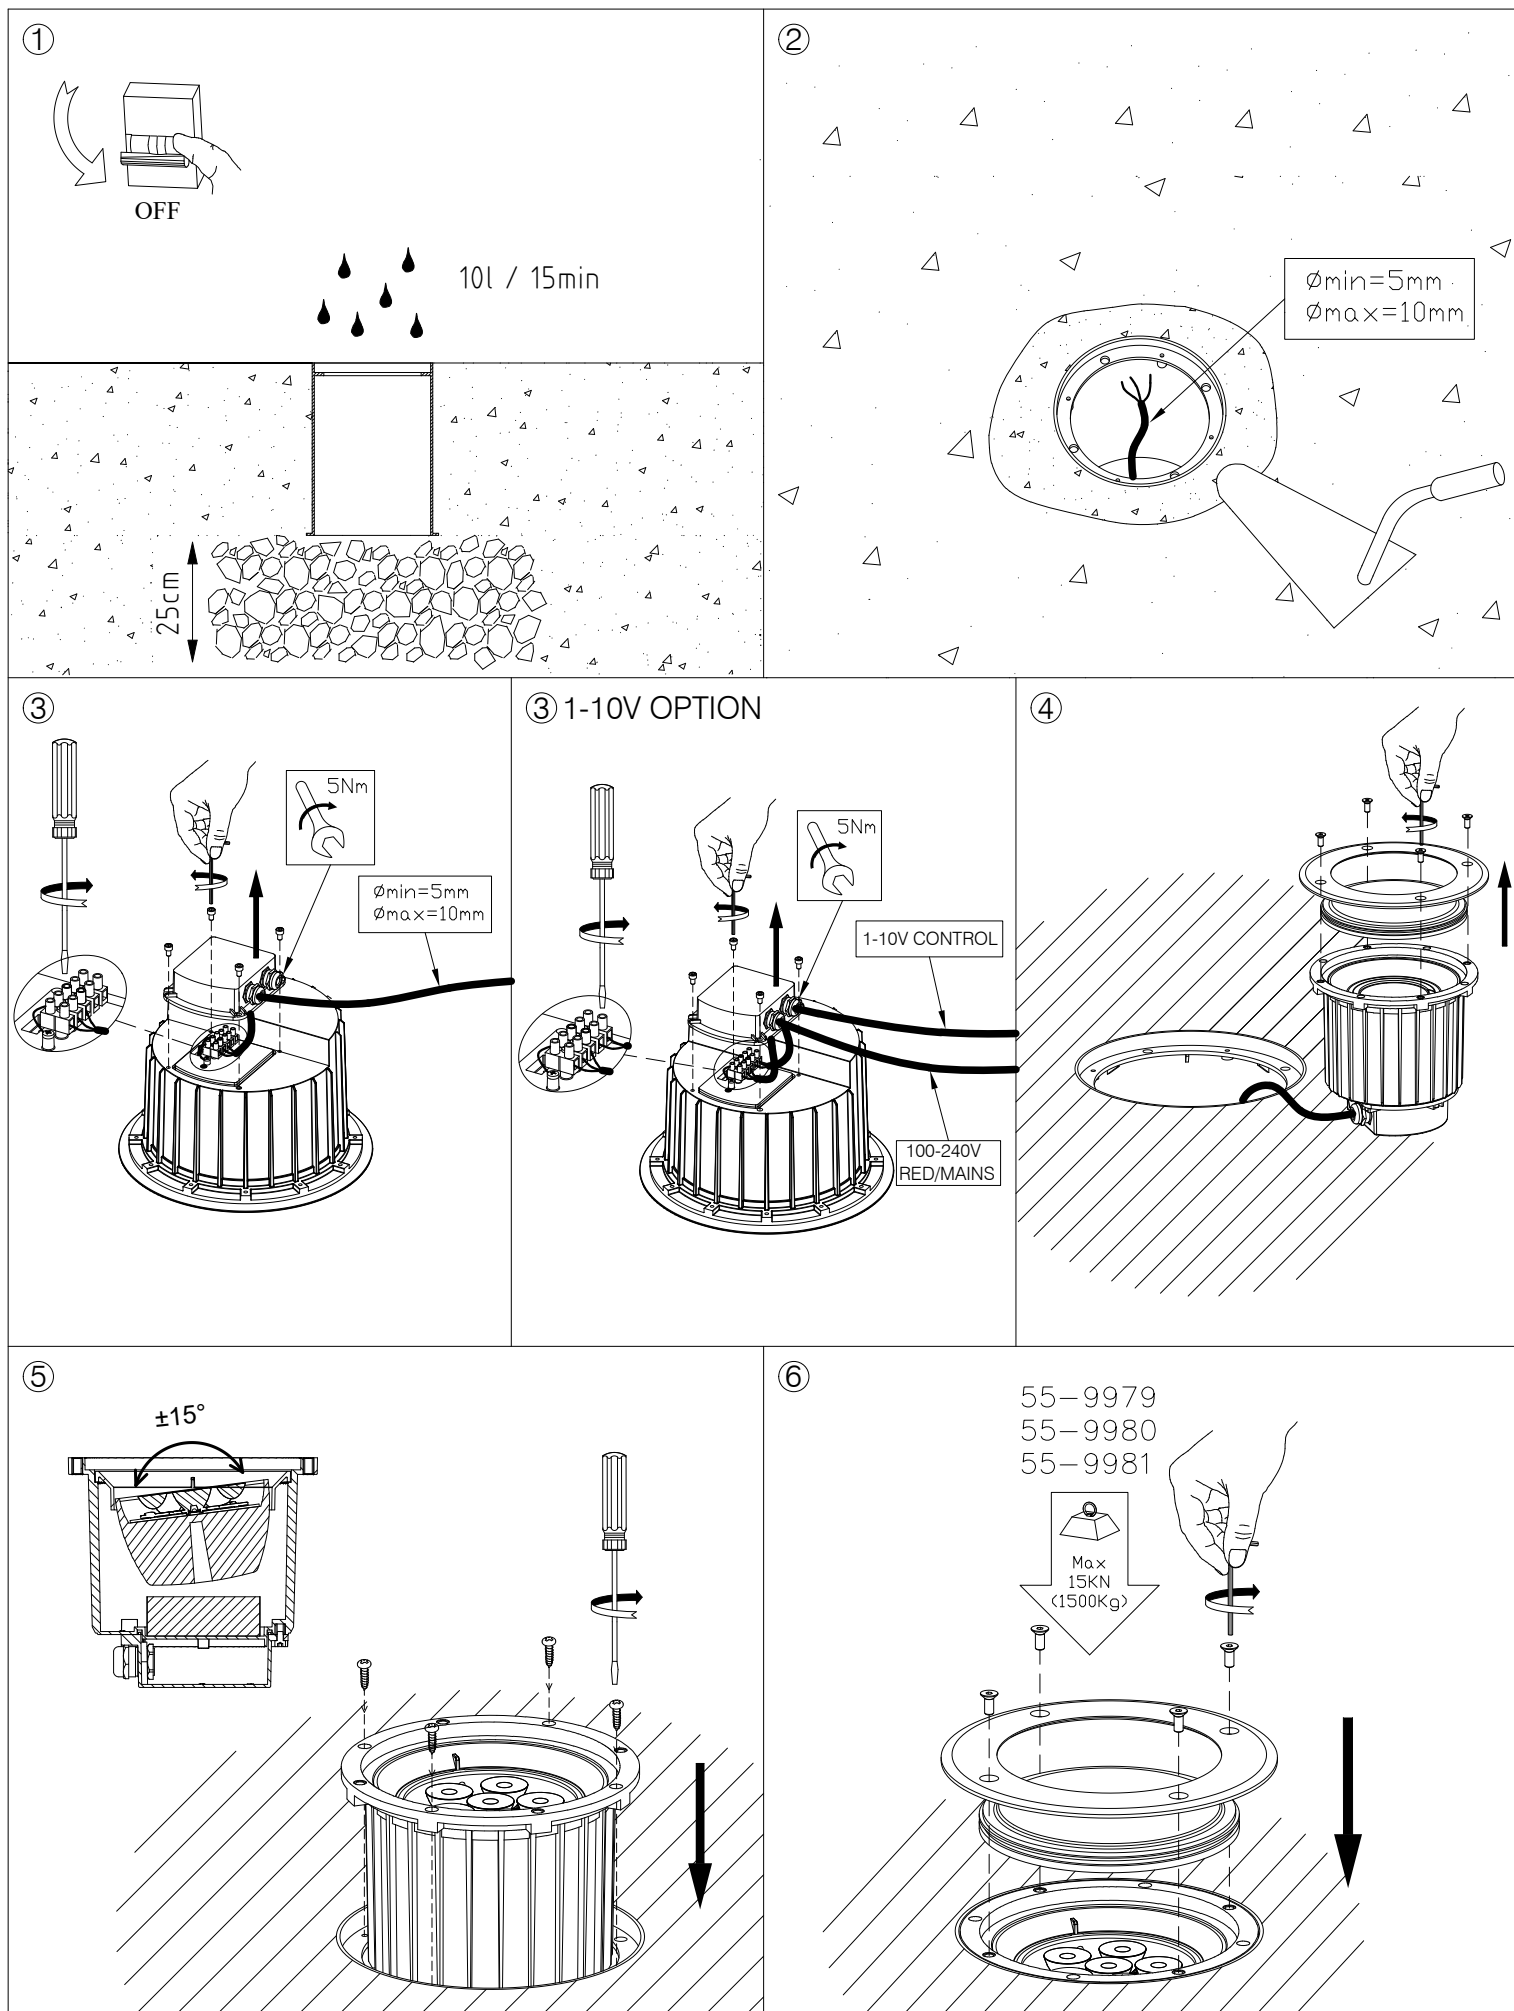 ①
OFF
10l / 15min
25cm
②
Ømin=5mm
Ømax=10mm
③
5Nm
Ømin=5mm
Ømax=10mm
③ 1-10V OPTION
5Nm
1-10V CONTROL
100-240V
RED/MAINS
④
⑤
±15°
⑥
55-9979
55-9980
55-9981
Max
15KN
(1500Kg)